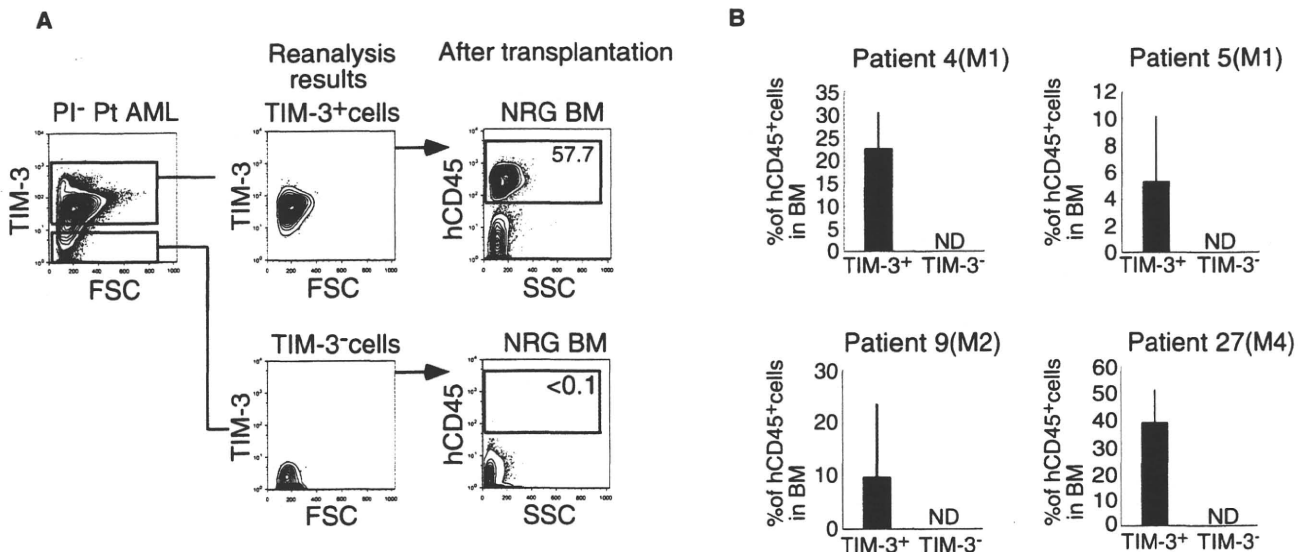 A
Reanalysis
results
After transplantation
PI⁻ Pt AML
TIM-3⁺cells
NRG BM
TIM-3
FSC
TIM-3
FSC
hCD45
57.7
SSC
TIM-3⁻cells
NRG BM
TIM-3
FSC
hCD45
<0.1
SSC
B
Patient 4(M1)
%of hCD45⁺cells
in BM
35
30
25
20
15
10
5
0
ND
TIM-3⁺ TIM-3⁻
Patient 5(M1)
%of hCD45⁺cells
in BM
12
10
8
6
4
2
0
ND
TIM-3⁺ TIM-3⁻
Patient 9(M2)
%of hCD45⁺cells
in BM
30
20
10
0
ND
TIM-3⁺ TIM-3⁻
Patient 27(M4)
%of hCD45⁺cells
in BM
60
50
40
30
20
10
0
ND
TIM-3⁺ TIM-3⁻